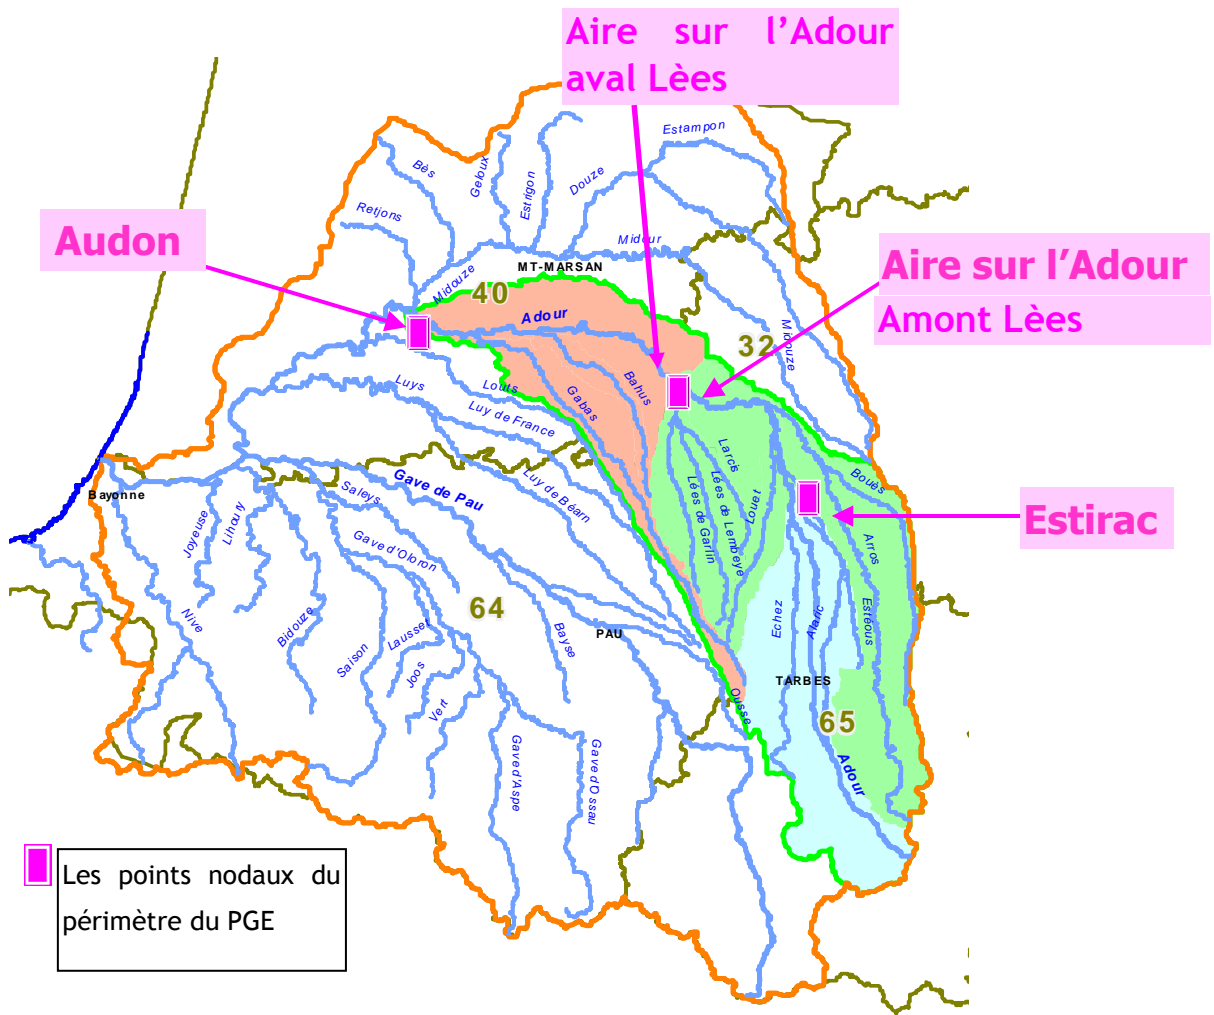 Aire sur l'Adour
aval Lèes
Audon
Aire sur l'Adour
Amont Lèes
Estirac
Estampon
Bès
Geloux
Estrigon
Douze
Retjons
Midour
Midouze
MT-MARSAN
40
Adour
32
Midouze
Luys
Louts
Gabas
Bahus
Luy de France
Larcis
Lées de Lembeye
Lées de Garlin
Louet
Bouès
Bayonne
Gave de Pau
Luy de Béarn
Saleys
Joyeuse
Lihoury
Gave d'Oloron
Arros
Estéous
Echez
Alaric
64
Nive
Bidouze
Lausset
Saison
Joos
Vert
Bayse
PAU
TARBES
Ousse
65
Adour
Gave d'Aspe
Gave d'Ossau
Les points nodaux du
périmètre du PGE